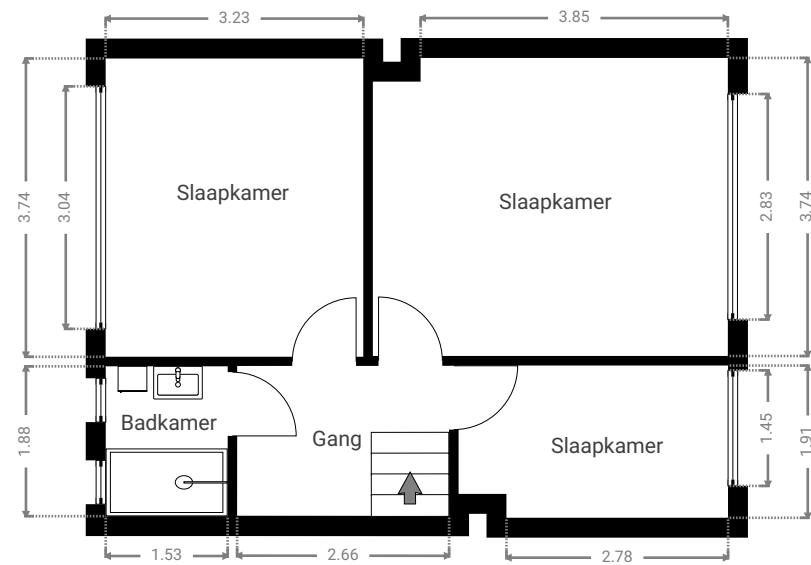 3.23
3.85
3.74
3.04
Slaapkamer
Slaapkamer
2.83
3.74
1.88
Badkamer
Gang
Slaapkamer
1.45
1.91
1.53
2.66
2.78